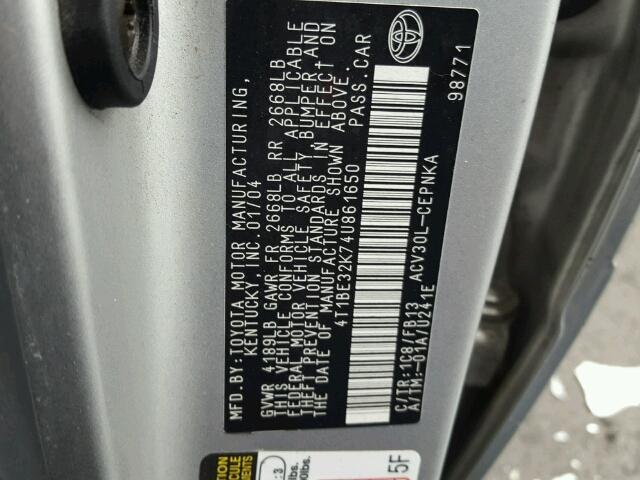 MFD.BY:TOYOTA MOTOR MANUFACTURING,
KENTUCKY, INC. 01/04
GVWR 4189LB GAWR FR 2668LB RR 2668LB
THIS VEHICLE CONFORMS TO ALL APPLICABLE
FEDERAL MOTOR VEHICLE SAFETY, BUMPER, AND
THEFT PREVENTION STANDARDS IN EFFECT ON
THE DATE OF MANUFACTURE SHOWN ABOVE.
4T1BE32K74U861650 PASS.CAR
C/TR:1C8/FB13 ACV30L-CEPNKA
A/TM:-01A/U241E
98771
5F